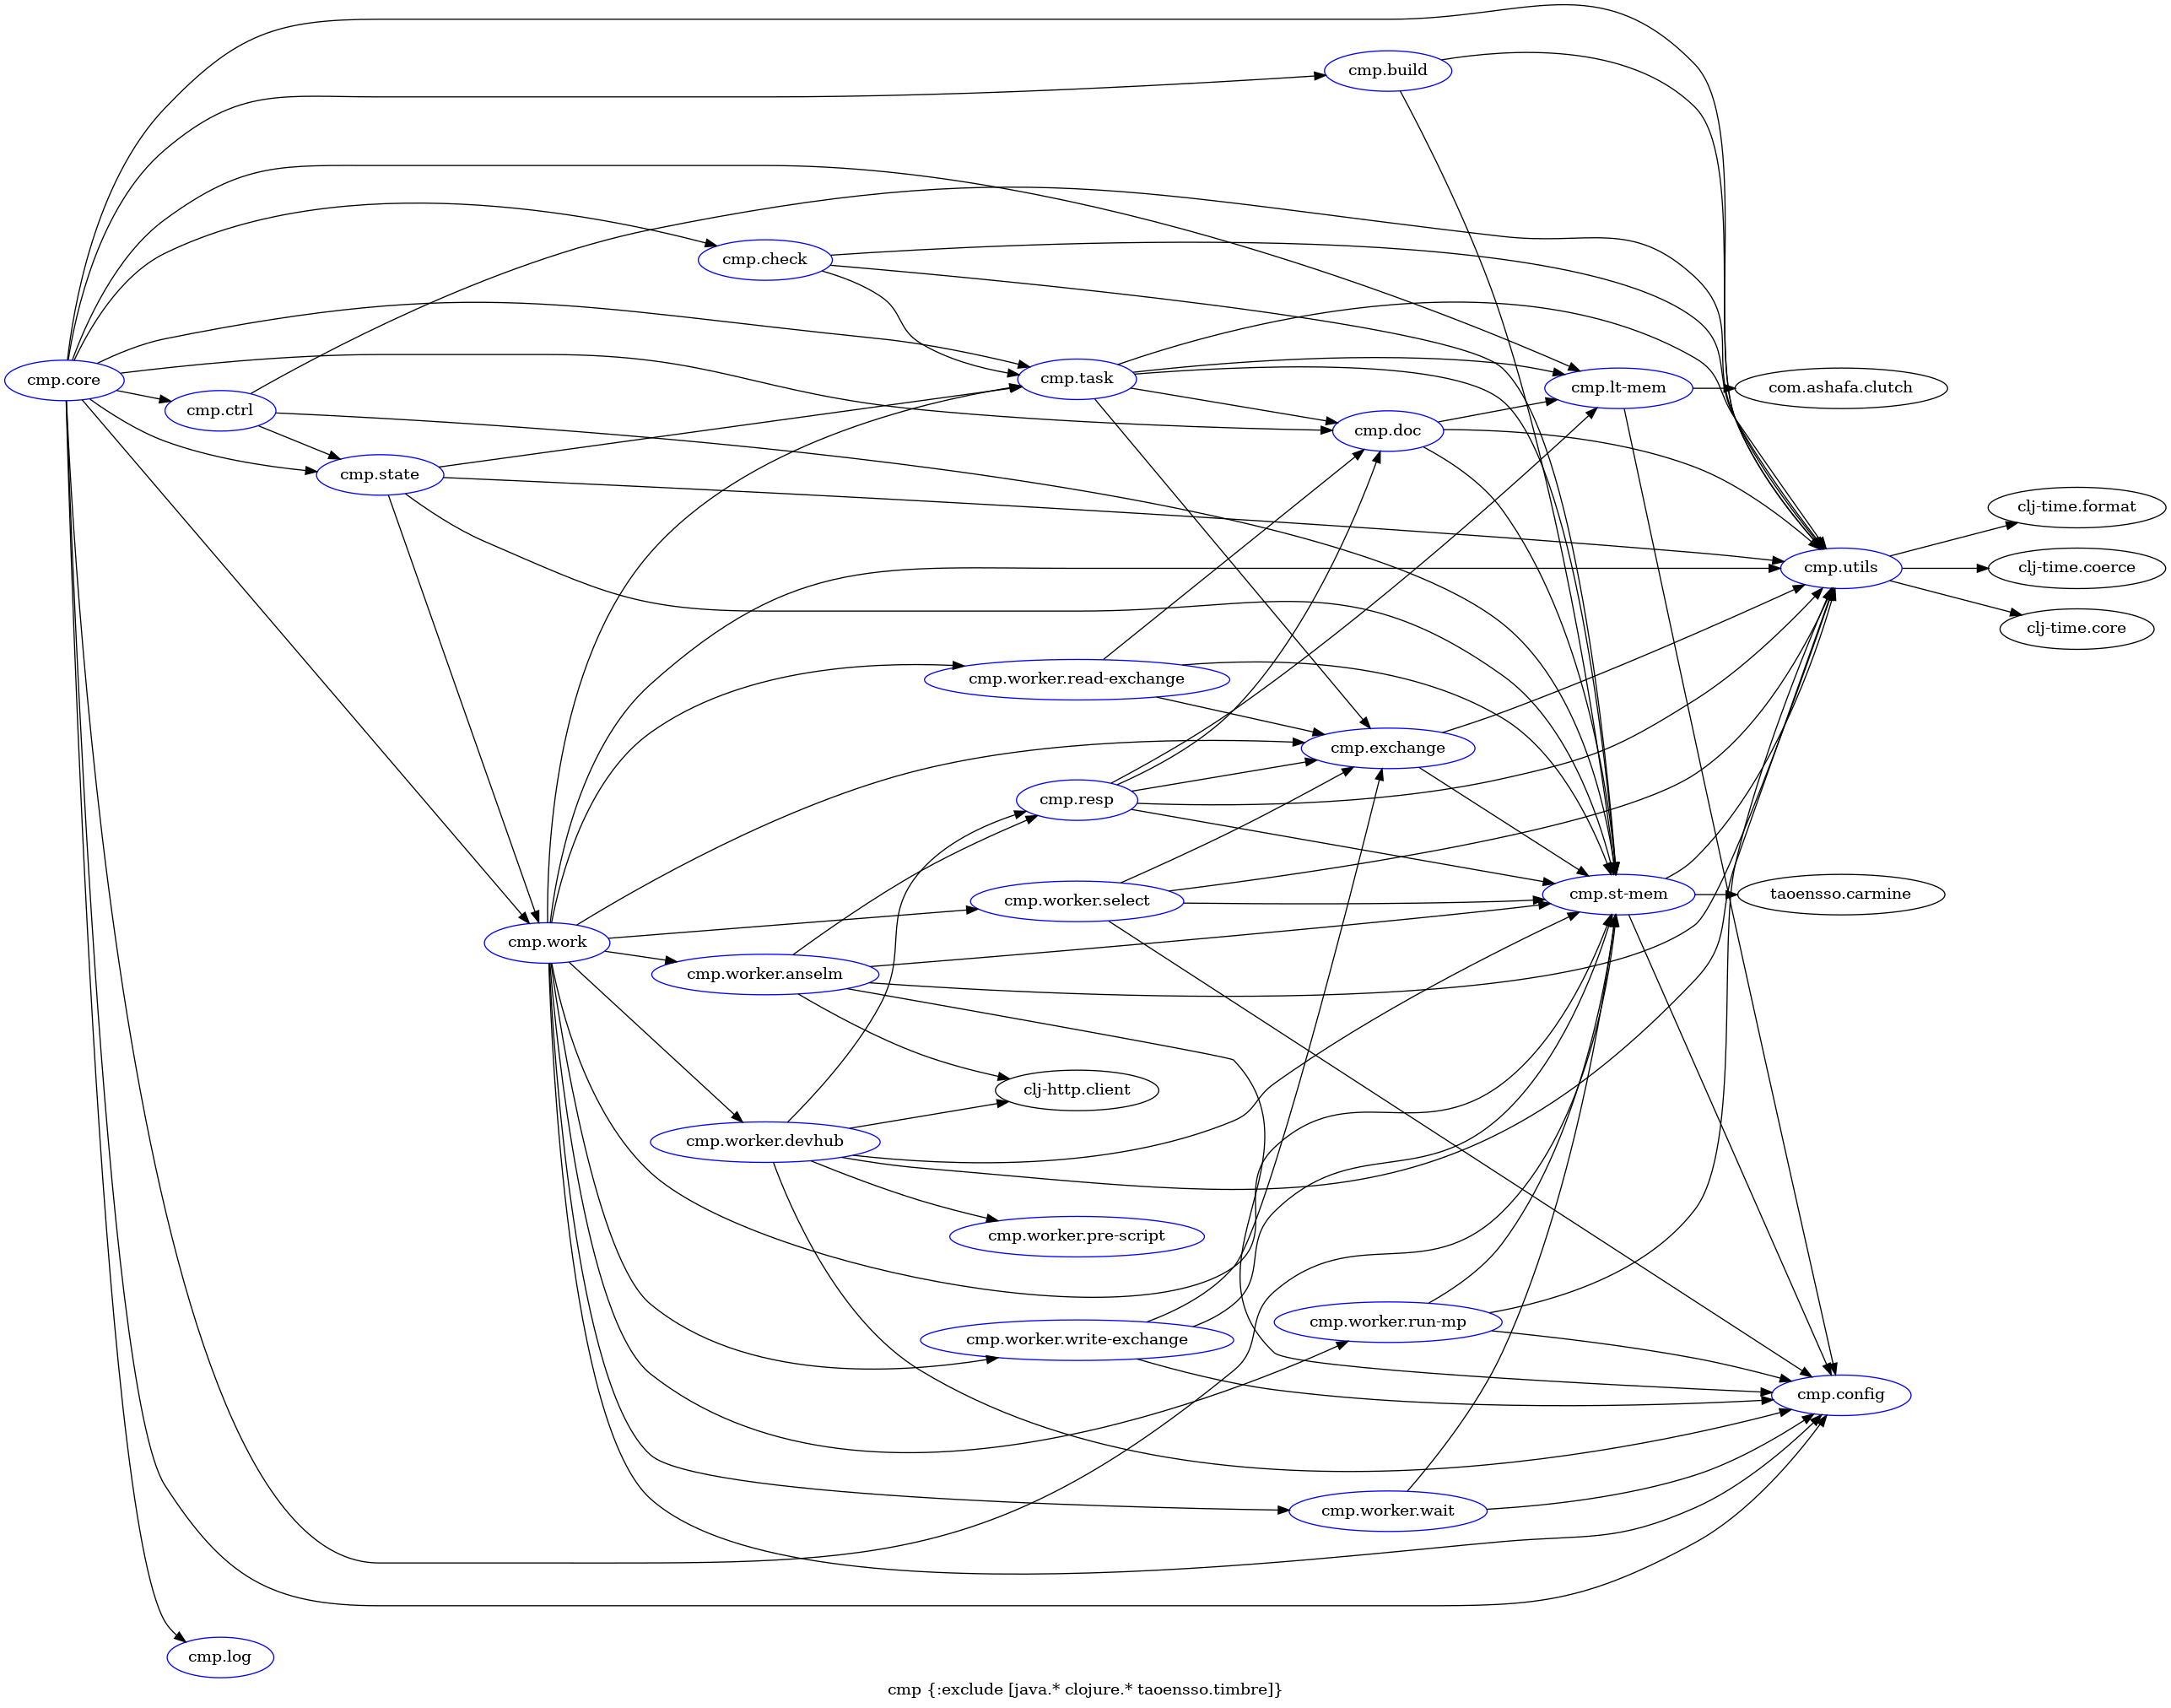 cmp.build
cmp.check
cmp.core
cmp.task
cmp.lt-mem
com.ashafa.clutch
cmp.ctrl
cmp.doc
cmp.state
clj-time.format
cmp.utils
clj-time.coerce
clj-time.core
cmp.worker.read-exchange
cmp.exchange
cmp.resp
cmp.st-mem
taoensso.carmine
cmp.worker.select
cmp.work
cmp.worker.anselm
clj-http.client
cmp.worker.devhub
cmp.worker.pre-script
cmp.worker.run-mp
cmp.worker.write-exchange
cmp.config
cmp.worker.wait
cmp.log
cmp {:exclude [java.* clojure.* taoensso.timbre]}